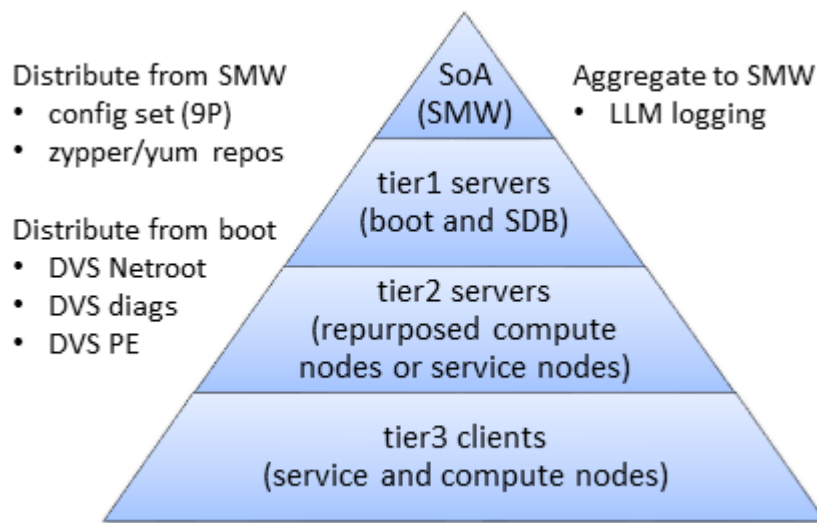 Distribute from SMW
• config set (9P)
• zypper/yum repos
Distribute from boot
• DVS Netroot
• DVS diags
• DVS PE
SoA
(SMW)
tier1 servers
(boot and SDB)
tier2 servers
(repurposed compute
nodes or service nodes)
tier3 clients
(service and compute nodes)
Aggregate to SMW
• LLM logging